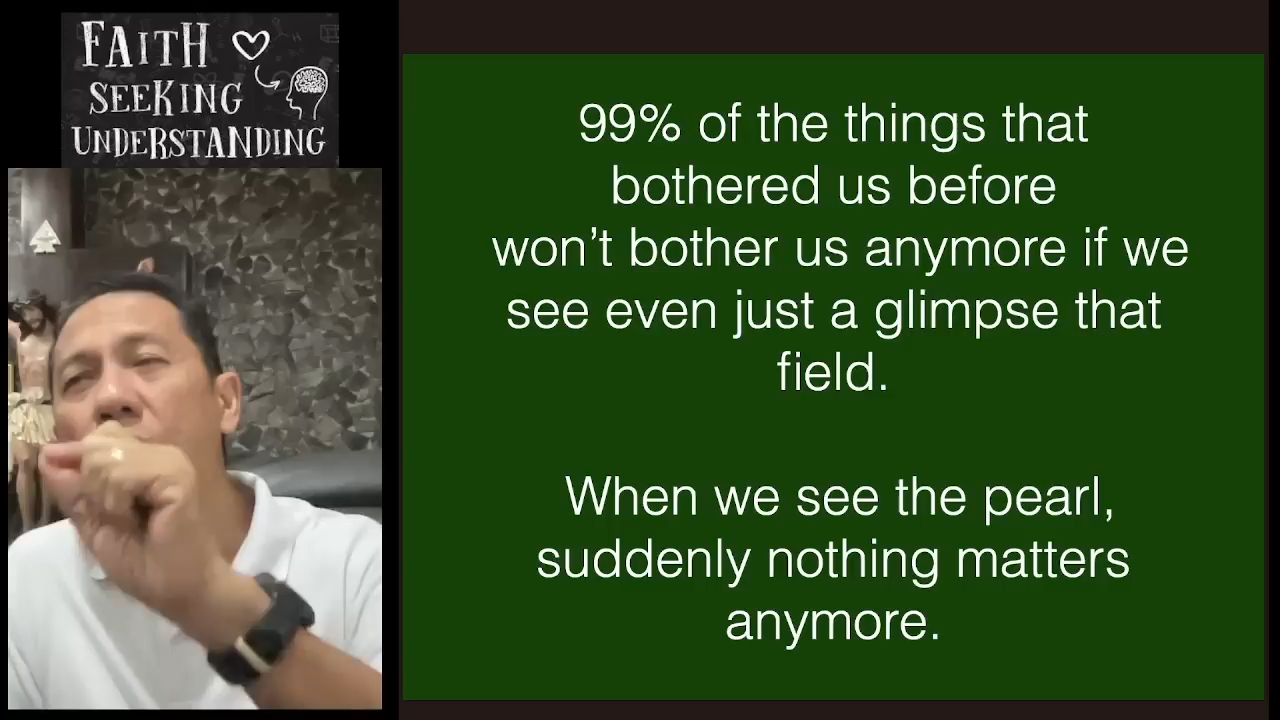 FAITH
SEEKING
UNDERSTANDING
99% of the things that
bothered us before
won’t bother us anymore if we
see even just a glimpse that
field.
When we see the pearl,
suddenly nothing matters
anymore.